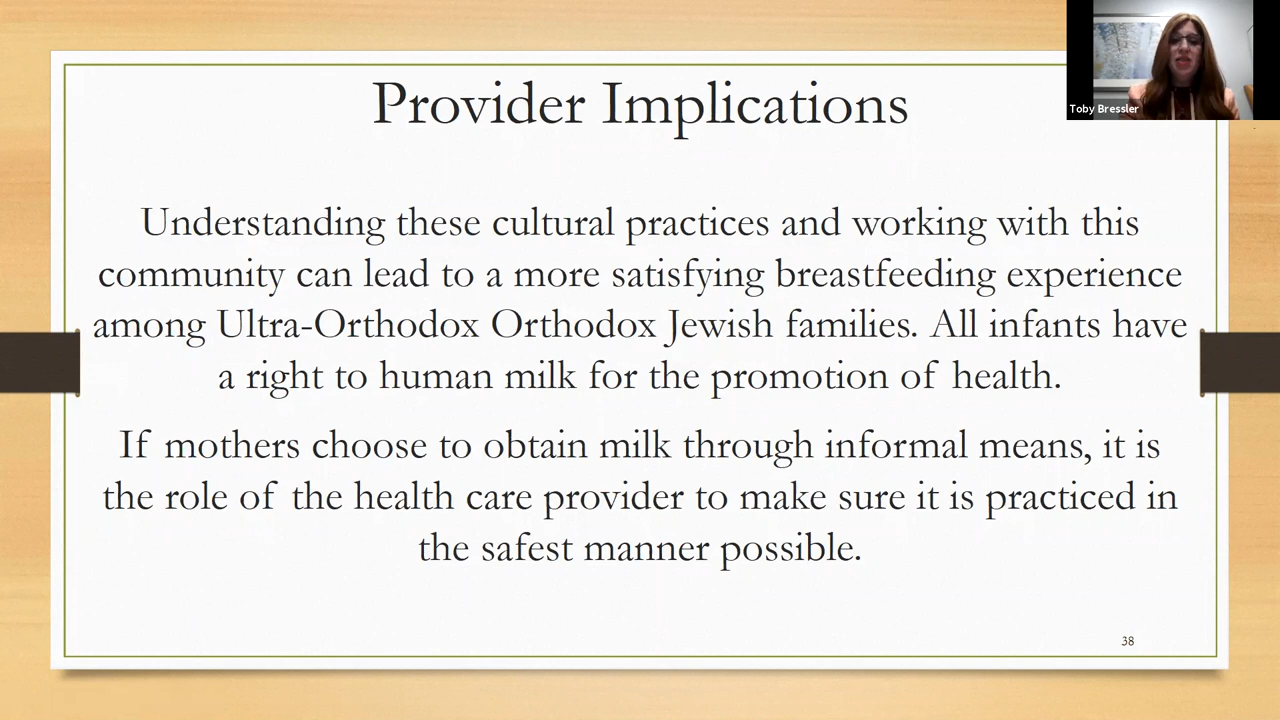 Provider Implications
Toby Bressler
Understanding these cultural practices and working with this
community can lead to a more satisfying breastfeeding experience
among Ultra-Orthodox Orthodox Jewish families. All infants have
a right to human milk for the promotion of health.
If mothers choose to obtain milk through informal means, it is
the role of the health care provider to make sure it is practiced in
the safest manner possible.
38